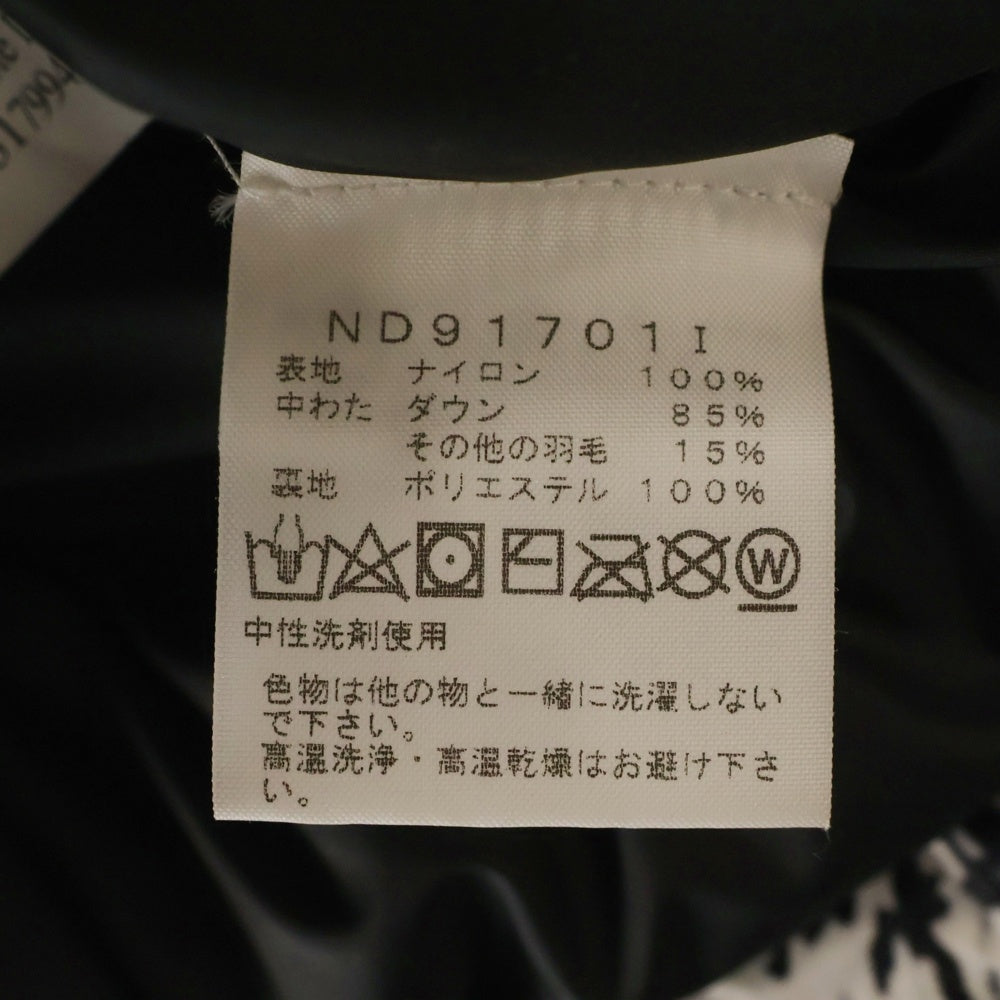 17994
ND91701I
表地 ナイロン 100%
中わた ダウン 85%
その他の羽毛 15%
裏地 ポリエステル 100%
W
中性洗剤使用
色物は他の物と一緒に洗濯しない
で下さい。
高温洗浄・高温乾燥はお避け下さ
い。